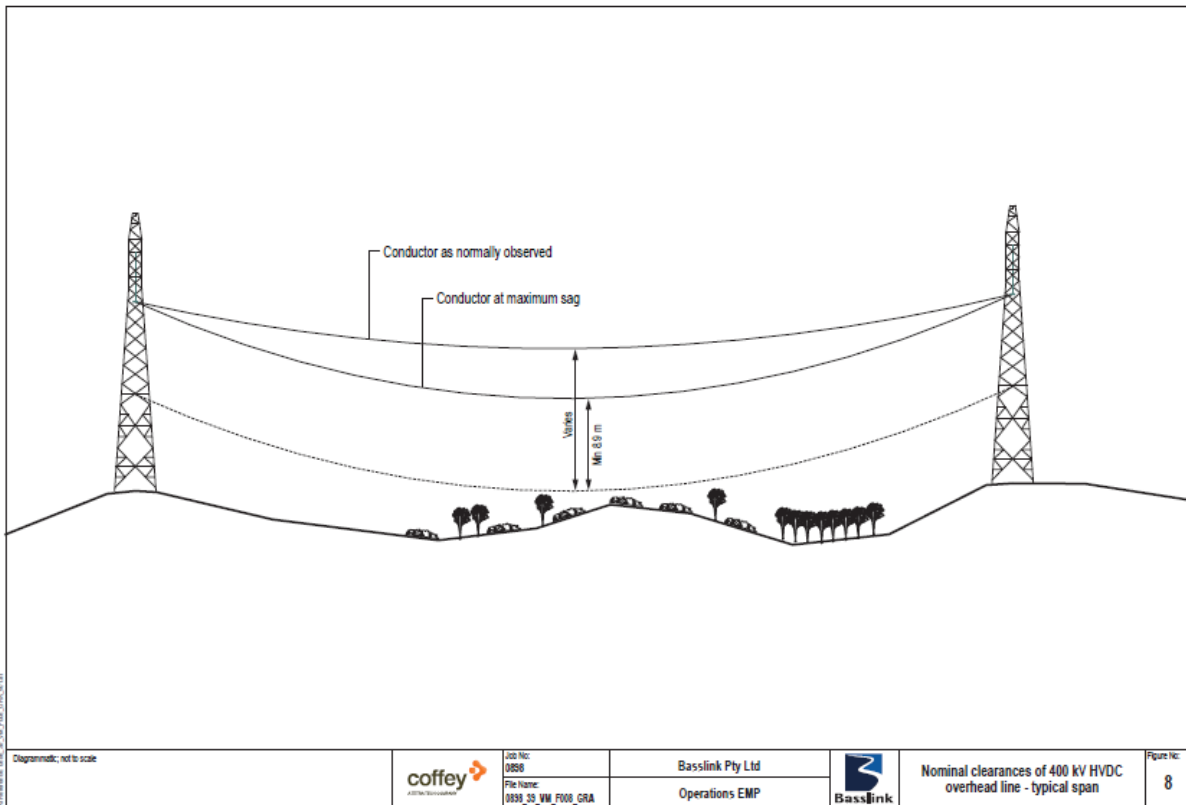 Conductor as normally observed
Conductor at maximum sag
Varies
Min 8.9 m
Diagrammatic; not to scale
coffey
Job No:
0898
File Name:
0898_39_WM_F008_GRA
Basslink Pty Ltd
Operations EMP
Basslink
Nominal clearances of 400 kV HVDC
overhead line - typical span
Figure No:
8